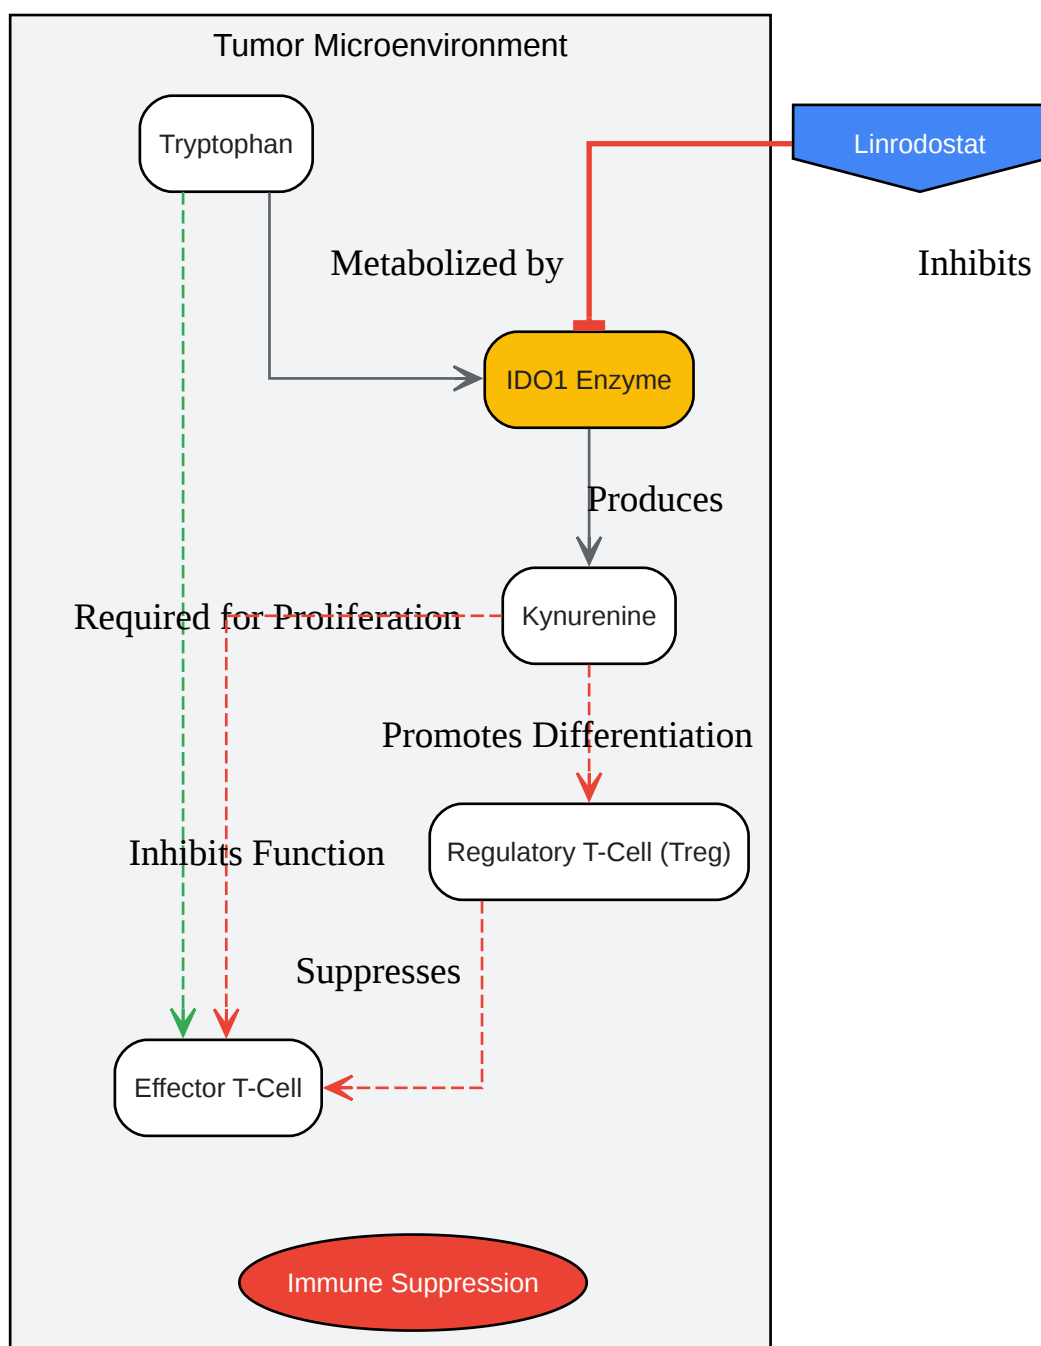 Tumor Microenvironment
Tryptophan
Linrodostat
Metabolized by
Inhibits
IDO1 Enzyme
Produces
Required for Proliferation
Kynurenine
Promotes Differentiation
Inhibits Function
Regulatory T-Cell (Treg)
Suppresses
Effector T-Cell
Immune Suppression